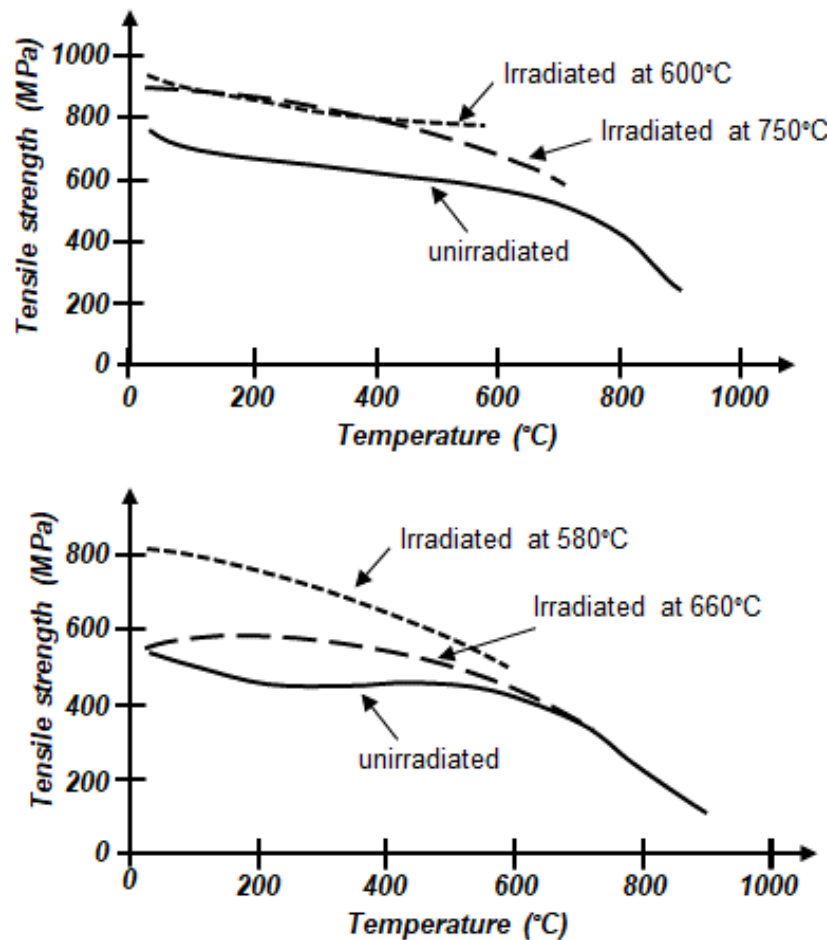 Tensile strength (MPa)
1000
800
600
400
200
0
Irradiated at 600°C
Irradiated at 750°C
unirradiated
0 200 400 600 800 1000
Temperature (°C)
Tensile strength (MPa)
800
600
400
200
0
Irradiated at 580°C
Irradiated at 660°C
unirradiated
0 200 400 600 800 1000
Temperature (°C)